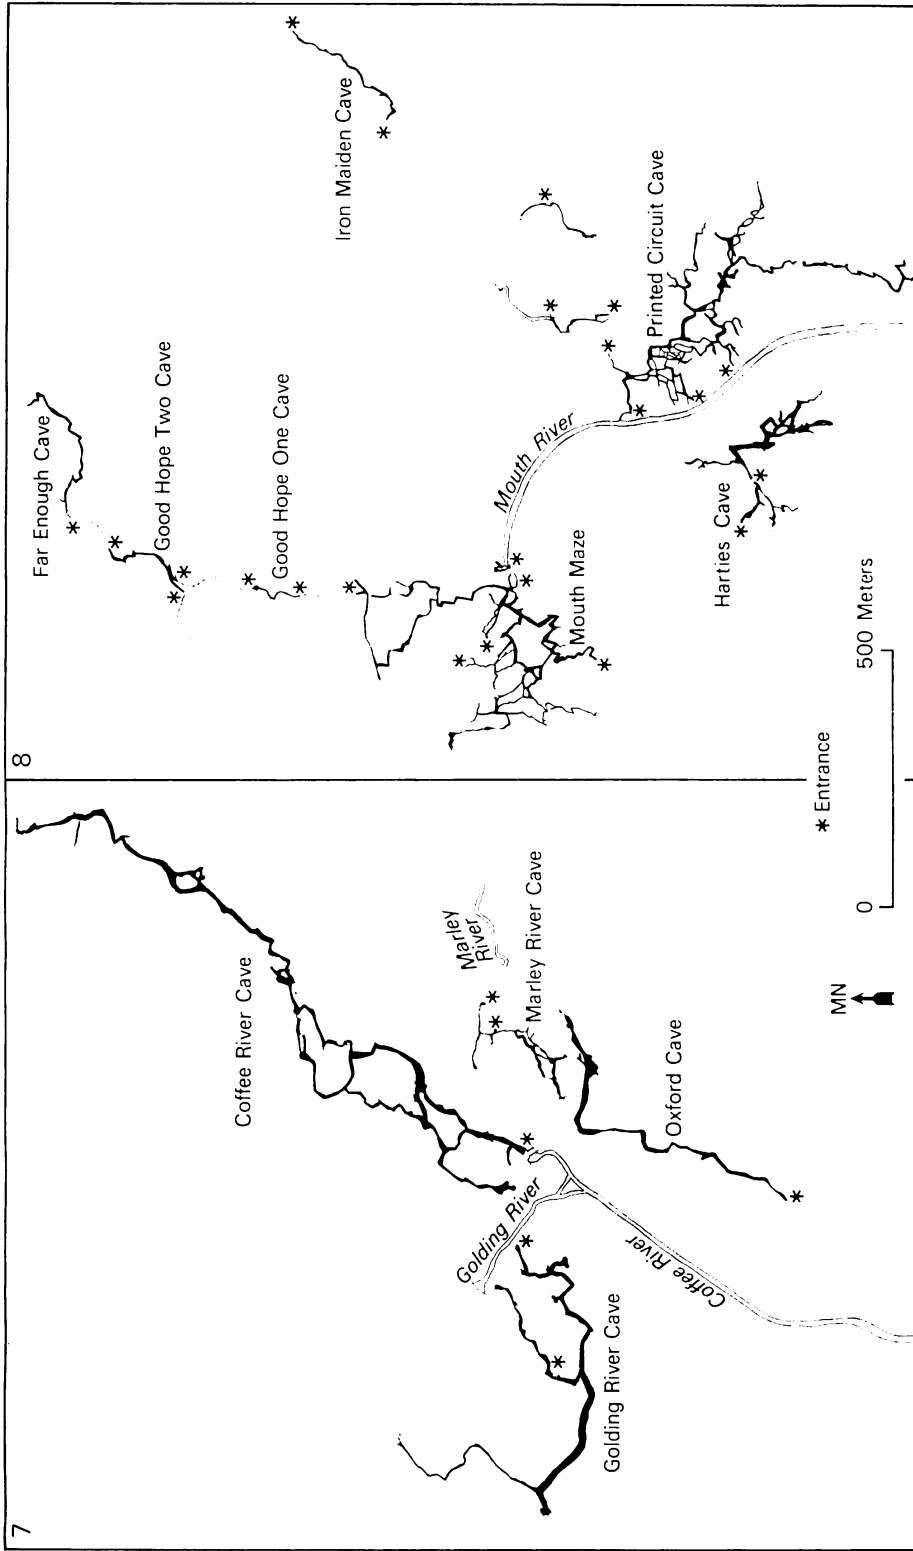 7
Coffee River Cave
Marley
River
Marley River Cave
Golding River
Coffee River
Golding River Cave
Oxford Cave
8
Far Enough Cave
Good Hope Two Cave
Good Hope One Cave
Iron Maiden Cave
Mouth River
Mouth Maze
Printed Circuit Cave
Harties Cave
MN
* Entrance
0
500 Meters